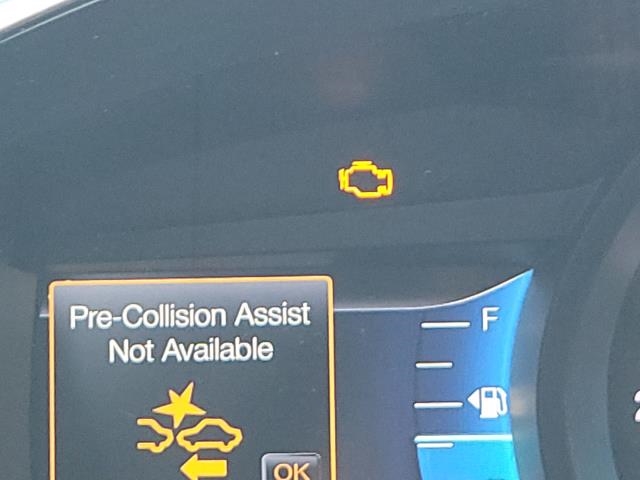 Pre-Collision Assist
Not Available
F
OK